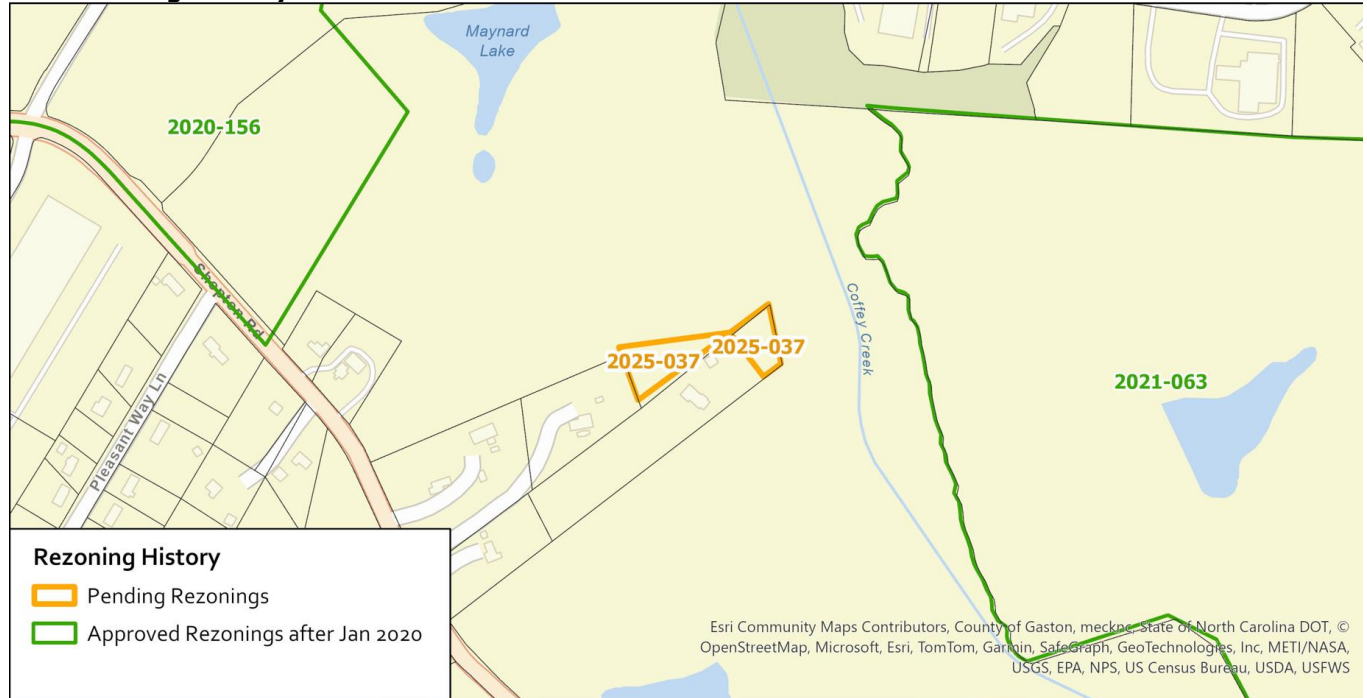 Maynard
Lake
2020-156
Shopton Rd
Coffey Creek
2025-037
2025-037
2021-063
Pleasant Way Ln
Rezoning History
Pending Rezonings
Approved Rezonings after Jan 2020
Esri Community Maps Contributors, County of Gaston, mecknc, State of North Carolina DOT, ©
OpenStreetMap, Microsoft, Esri, TomTom, Garmin, SafeGraph, GeoTechnologies, Inc, METI/NASA,
USGS, EPA, NPS, US Census Bureau, USDA, USFWS